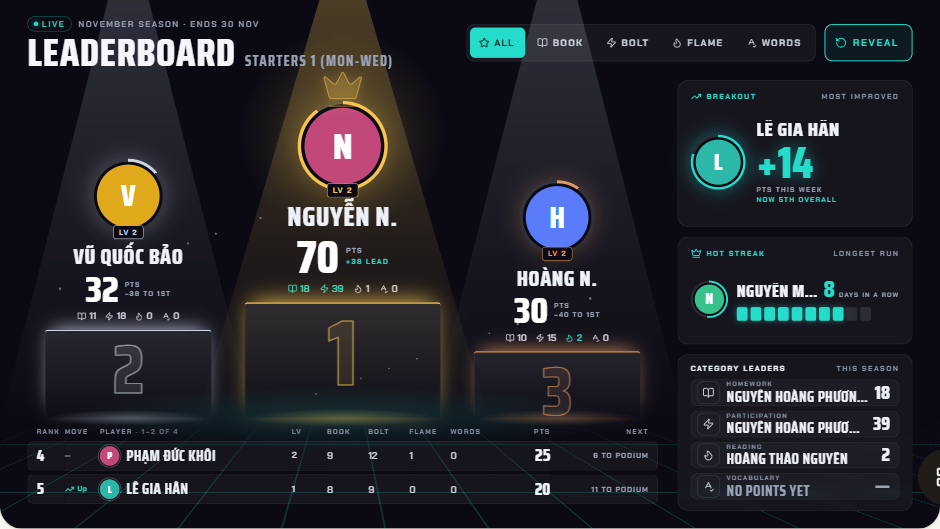 LIVE NOVEMBER SEASON · ENDS 30 NOV
LEADERBOARD STARTERS 1 (MON-WED)
ALL BOOK BOLT FLAME WORDS REVEAL
N
LV 2
NGUYỄN N.
70 PTS +38 LEAD
18 39 1 0
1
V
LV 2
VŨ QUỐC BẢO
32 PTS −38 TO 1ST
11 18 0 0
2
H
LV 2
HOÀNG N.
30 PTS −40 TO 1ST
10 15 2 0
3
RANK MOVE PLAYER · 1–2 OF 4 LV BOOK BOLT FLAME WORDS PTS NEXT
4 – P PHẠM ĐỨC KHÔI 2 9 12 1 0 25 6 TO PODIUM
5 Up L LÊ GIA HÂN 1 8 9 0 0 20 11 TO PODIUM
BREAKOUT MOST IMPROVED
L
LÊ GIA HÂN
+14
PTS THIS WEEK
NOW 5TH OVERALL
HOT STREAK LONGEST RUN
N
NGUYỄN M... 8 DAYS IN A ROW
CATEGORY LEADERS THIS SEASON
HOMEWORK
NGUYỄN HOÀNG PHƯƠN... 18
PARTICIPATION
NGUYỄN HOÀNG PHƯƠ... 39
READING
HOÀNG THẢO NGUYÊN 2
VOCABULARY
NO POINTS YET —